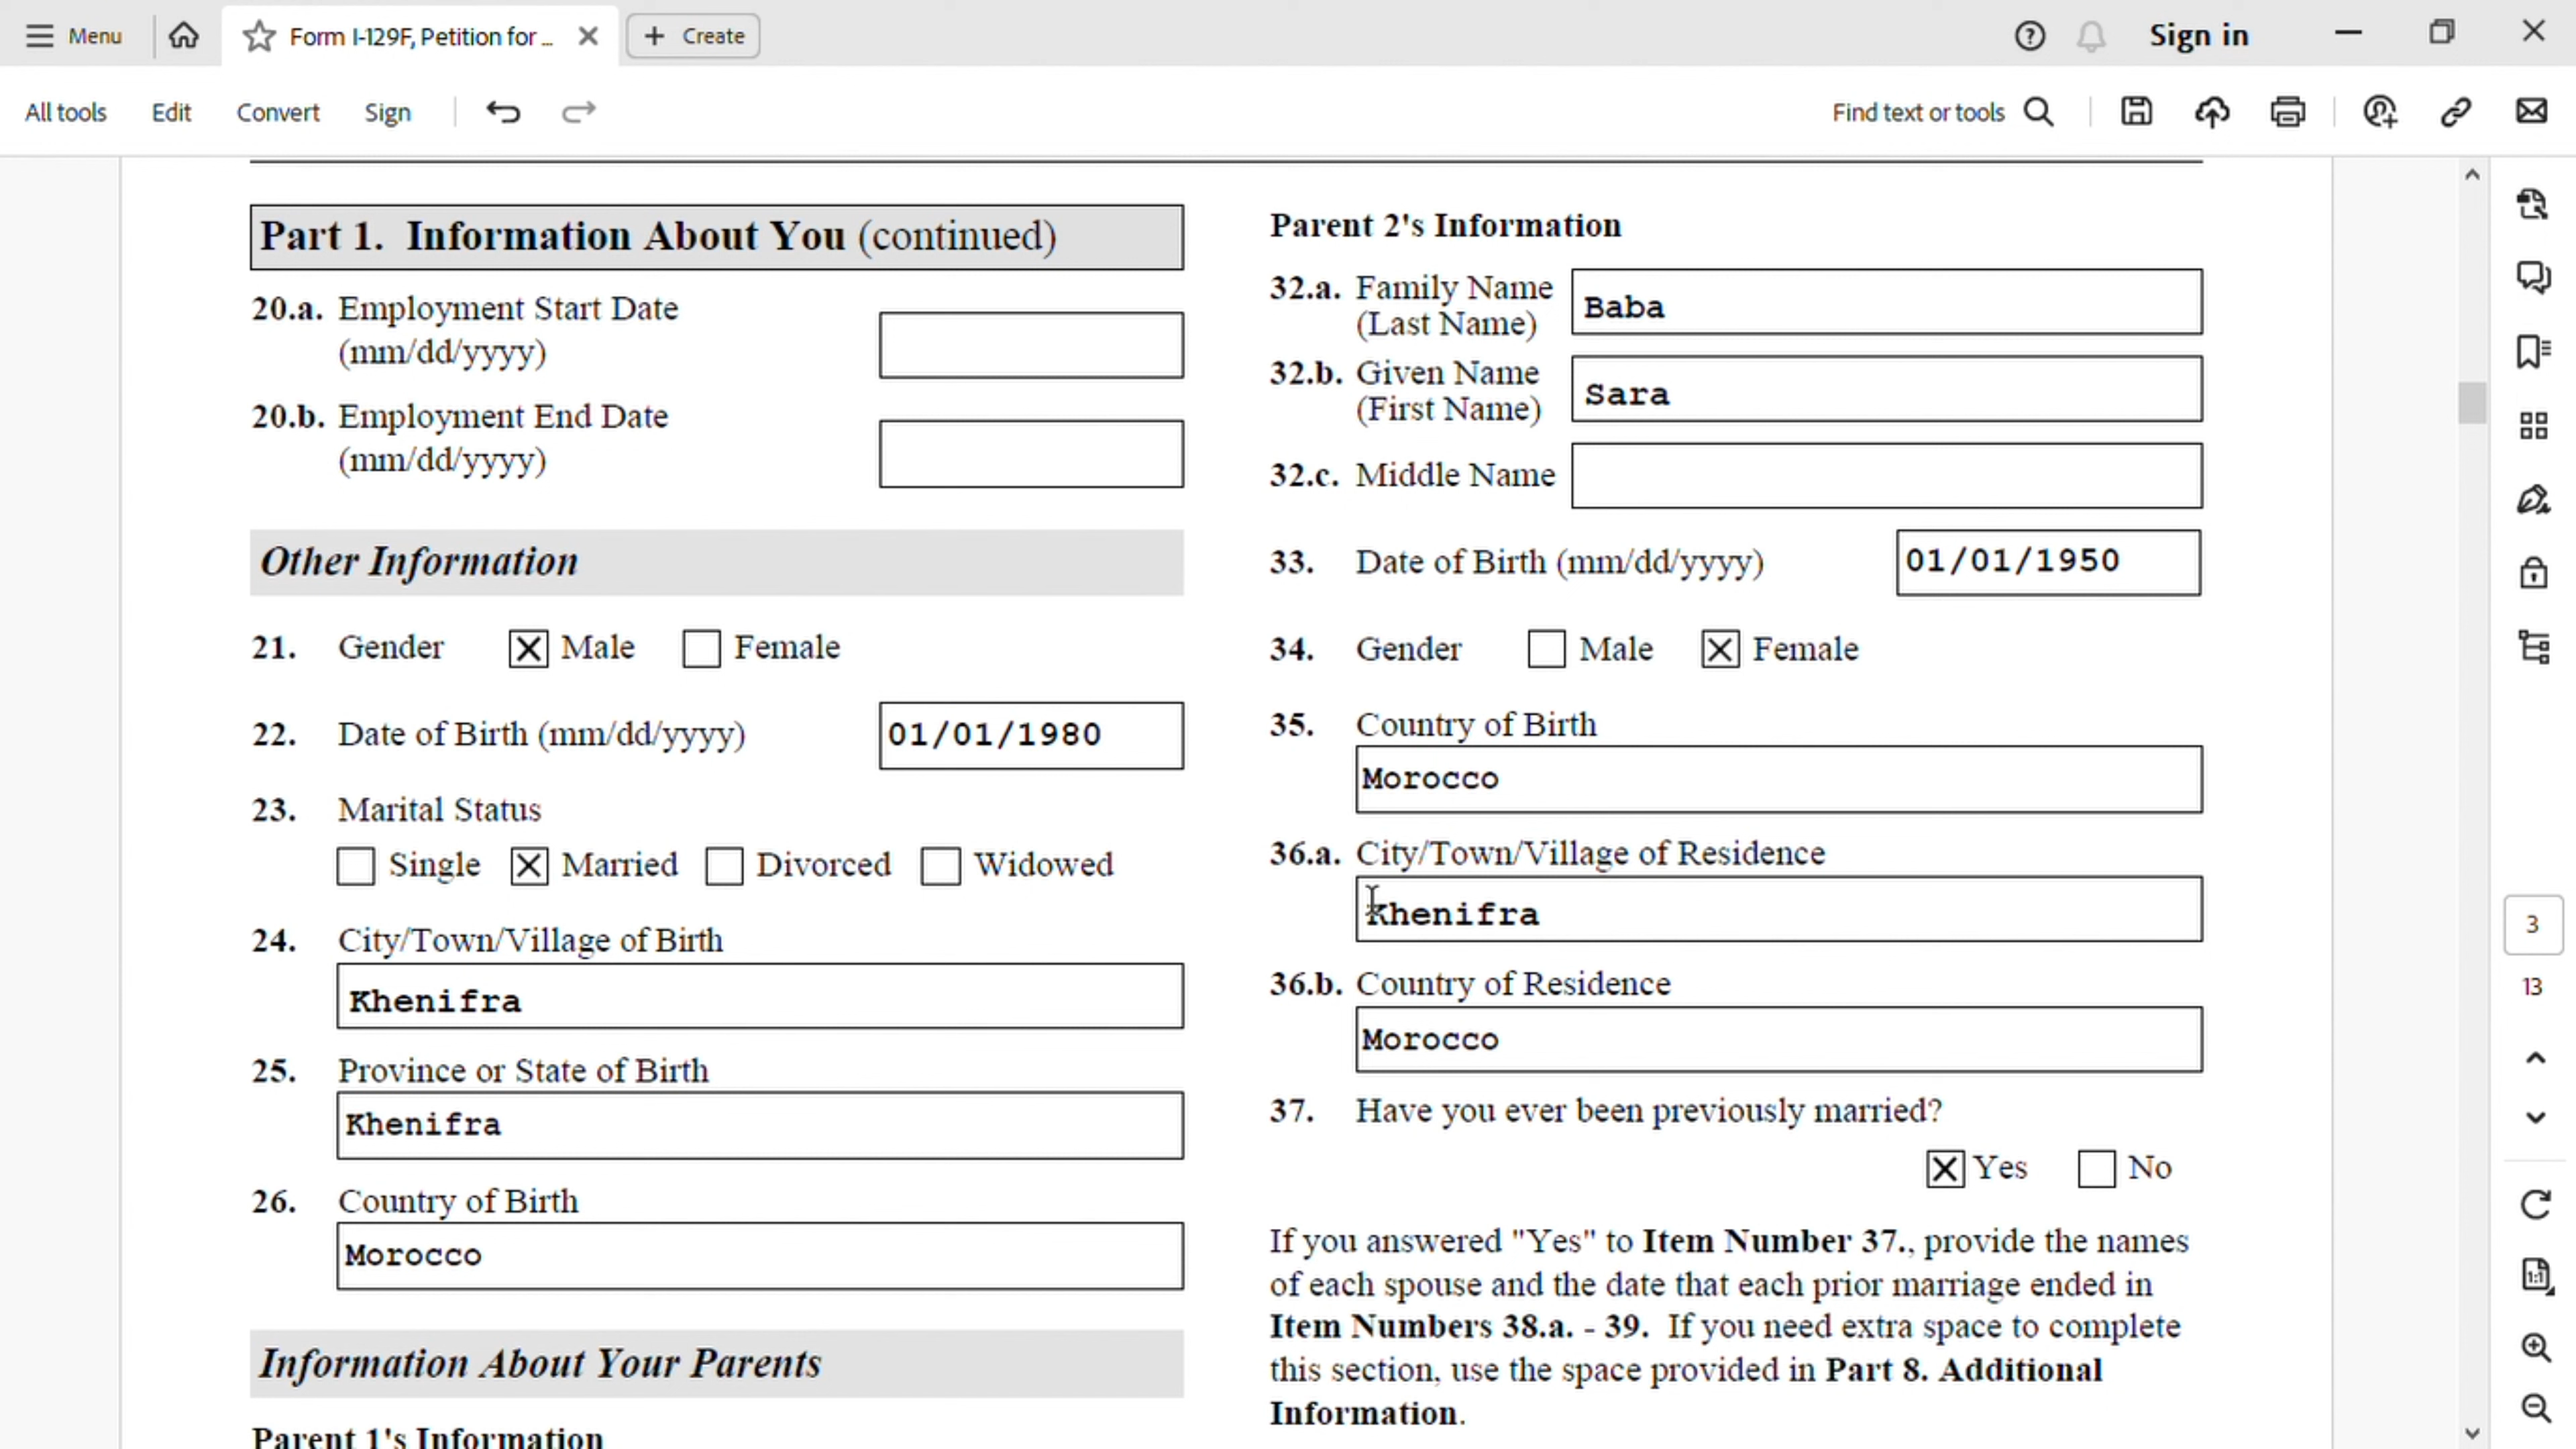 Menu
Form I-129F, Petition for ...
Create
Sign in
All tools
Edit
Convert
Sign
Find text or tools
Part 1. Information About You (continued)
20.a. Employment Start Date
(mm/dd/yyyy)
20.b. Employment End Date
(mm/dd/yyyy)
Other Information
21. Gender Male Female
22. Date of Birth (mm/dd/yyyy) 01/01/1980
23. Marital Status
Single Married Divorced Widowed
24. City/Town/Village of Birth
Khenifra
25. Province or State of Birth
Khenifra
26. Country of Birth
Morocco
Information About Your Parents
Parent 1's Information
Parent 2's Information
32.a. Family Name
(Last Name)
Baba
32.b. Given Name
(First Name)
Sara
32.c. Middle Name
33. Date of Birth (mm/dd/yyyy) 01/01/1950
34. Gender Male Female
35. Country of Birth
Morocco
36.a. City/Town/Village of Residence
Khenifra
36.b. Country of Residence
Morocco
37. Have you ever been previously married?
Yes No
If you answered "Yes" to Item Number 37., provide the names
of each spouse and the date that each prior marriage ended in
Item Numbers 38.a. - 39. If you need extra space to complete
this section, use the space provided in Part 8. Additional
Information.
3
13
1:1